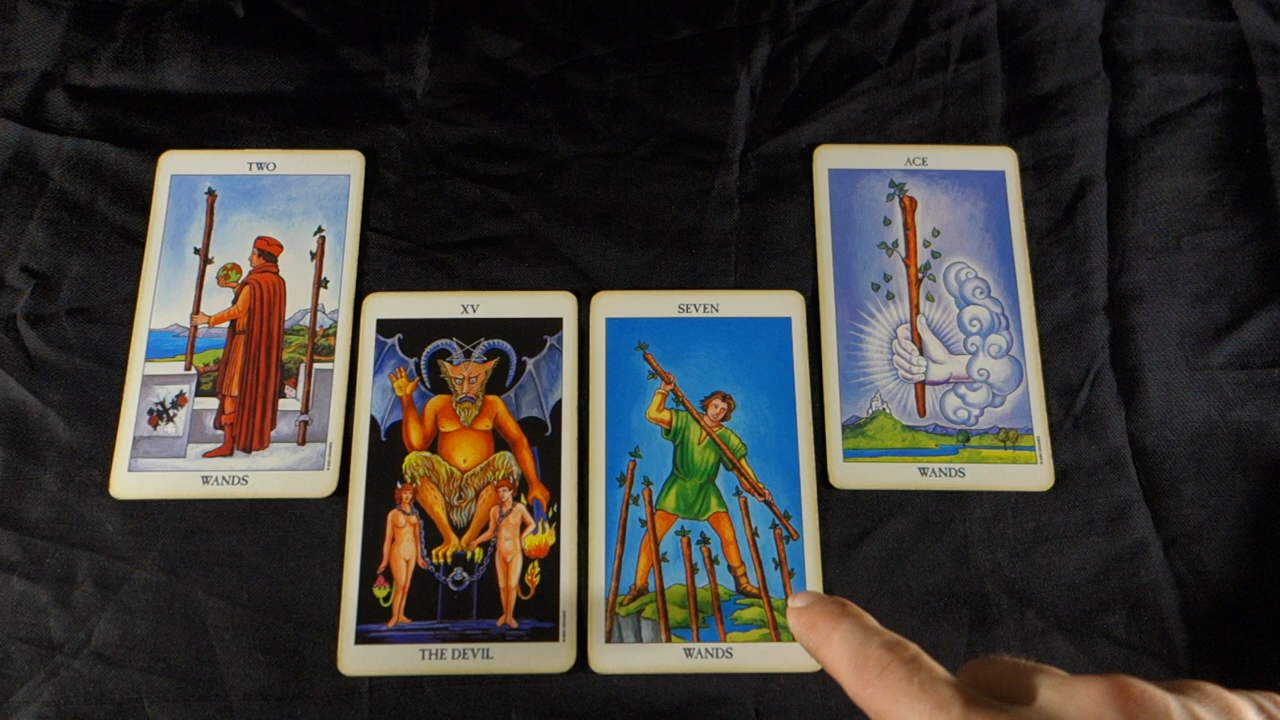 TWO
WANDS
XV
THE DEVIL
SEVEN
WANDS
ACE
WANDS